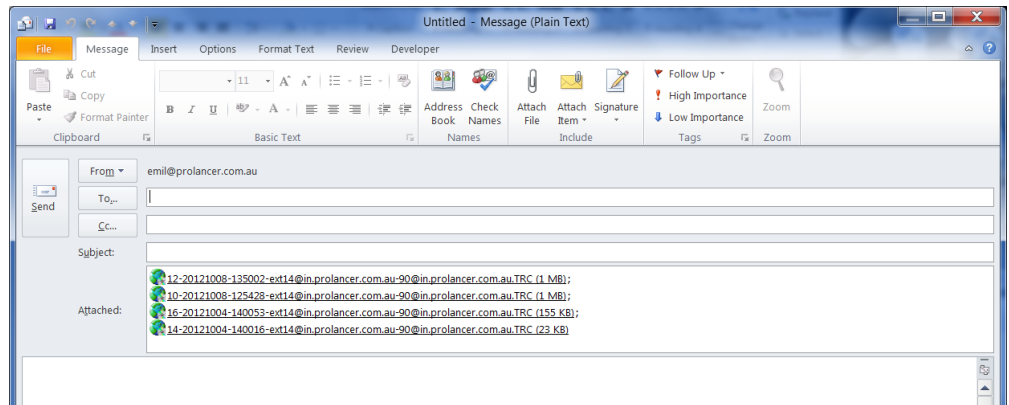 Untitled - Message (Plain Text)
File Message Insert Options Format Text Review Developer
Paste
Cut
Copy
Format Painter
Clipboard
11
B I U
Basic Text
Address Book
Check Names
Names
Attach File
Attach Item
Signature
Include
Follow Up
High Importance
Low Importance
Tags
Zoom
Zoom
Send
From
emil@prolancer.com.au
To...
Cc...
Subject:
Attached:
12-20121008-135002-ext14@in.prolancer.com.au-90@in.prolancer.com.au.TRC (1 MB);
10-20121008-125428-ext14@in.prolancer.com.au-90@in.prolancer.com.au.TRC (1 MB);
16-20121004-140053-ext14@in.prolancer.com.au-90@in.prolancer.com.au.TRC (155 KB);
14-20121004-140016-ext14@in.prolancer.com.au-90@in.prolancer.com.au.TRC (23 KB)